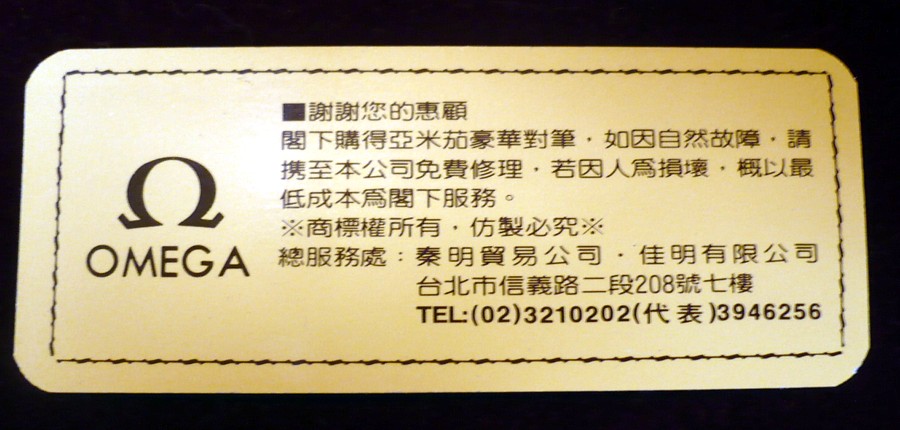 Ω
OMEGA
■謝謝您的惠顧
閣下購得亞米茄豪華對筆，如因自然故障，請
携至本公司免費修理，若因人爲損壞，概以最
低成本爲閣下服務。
※商標權所有，仿製必究※
總服務處：秦明貿易公司．佳明有限公司
台北市信義路二段208號七樓
TEL:(02)3210202(代表)3946256